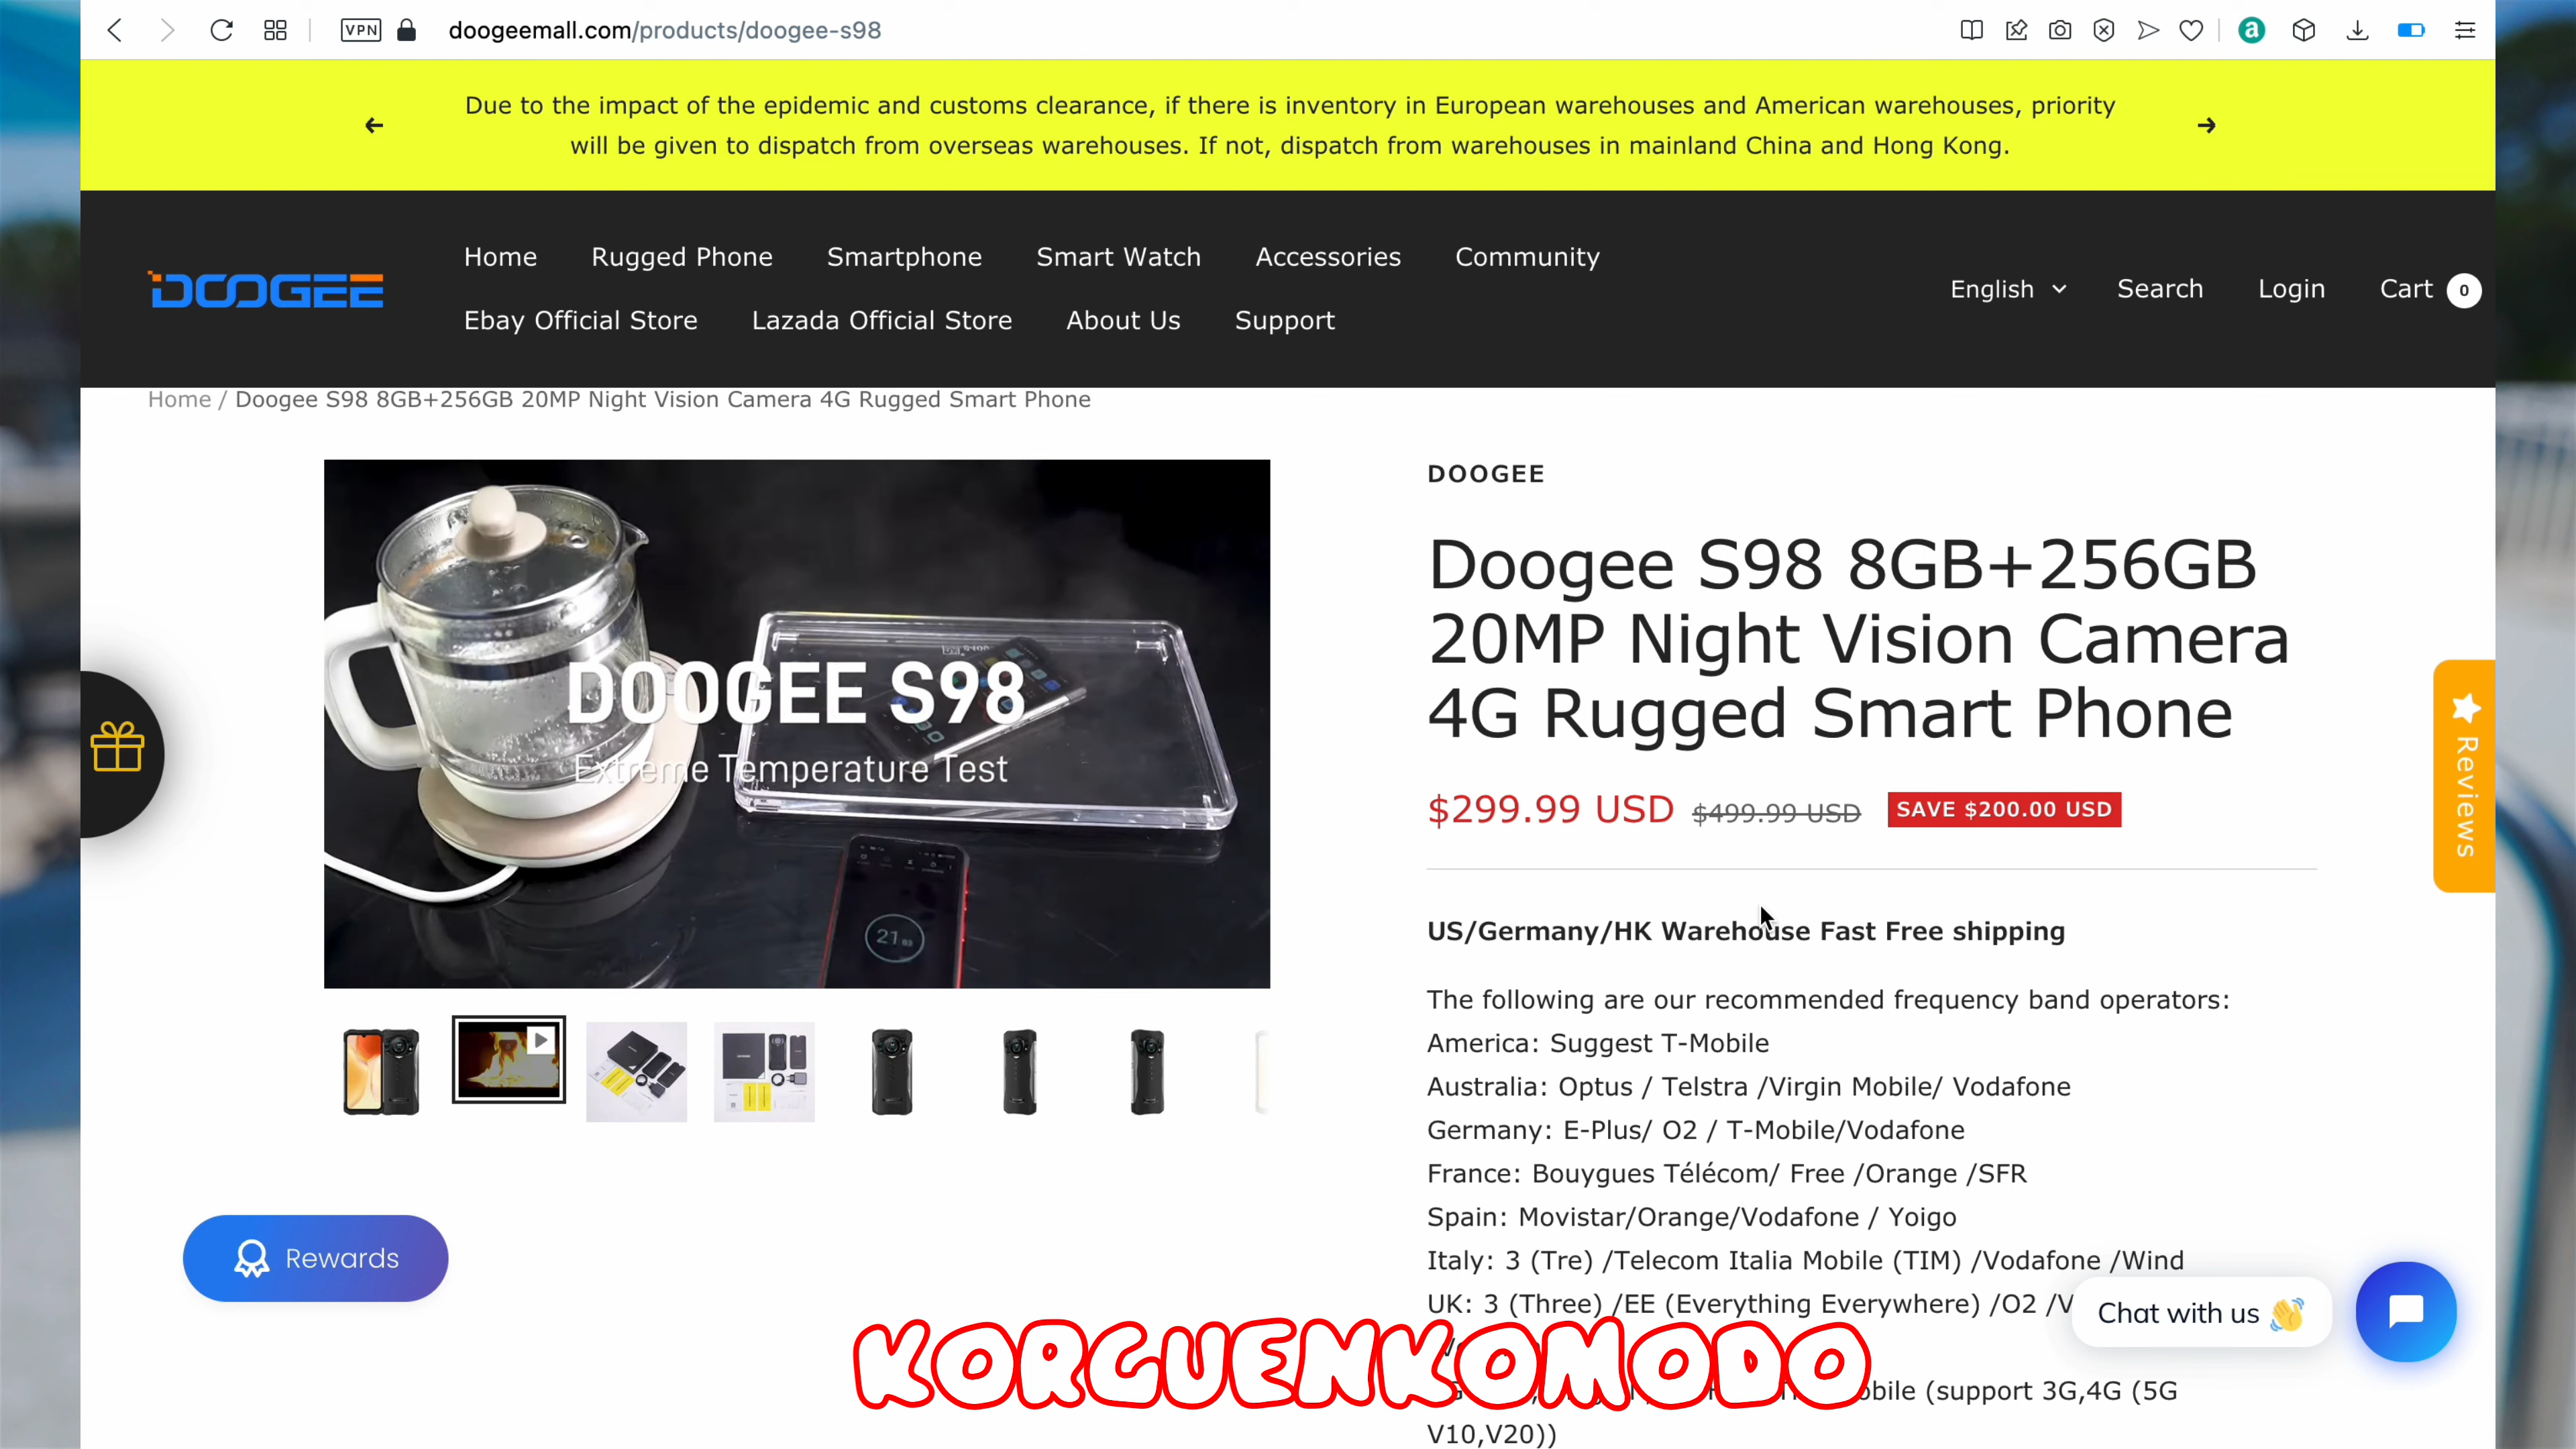 VPN
doogeemall.com/products/doogee-s98
a
Due to the impact of the epidemic and customs clearance, if there is inventory in European warehouses and American warehouses, priority
will be given to dispatch from overseas warehouses. If not, dispatch from warehouses in mainland China and Hong Kong.
DOOGEE
Home Rugged Phone Smartphone Smart Watch Accessories Community
Ebay Official Store Lazada Official Store About Us Support
English Search Login Cart 0
Home / Doogee S98 8GB+256GB 20MP Night Vision Camera 4G Rugged Smart Phone
DOOGEE S98
Extreme Temperature Test
21
DOOGEE
Doogee S98 8GB+256GB
20MP Night Vision Camera
4G Rugged Smart Phone
$299.99 USD $499.99 USD SAVE $200.00 USD
Reviews
US/Germany/HK Warehouse Fast Free shipping
The following are our recommended frequency band operators:
America: Suggest T-Mobile
Australia: Optus / Telstra /Virgin Mobile/ Vodafone
Germany: E-Plus/ O2 / T-Mobile/Vodafone
France: Bouygues Télécom/ Free /Orange /SFR
Spain: Movistar/Orange/Vodafone / Yoigo
Italy: 3 (Tre) /Telecom Italia Mobile (TIM) /Vodafone /Wind
UK: 3 (Three) /EE (Everything Everywhere) /O2 /V
(support 3G,4G (5G
V10,V20))
Rewards
Chat with us 👋
KORGUENKOMODO